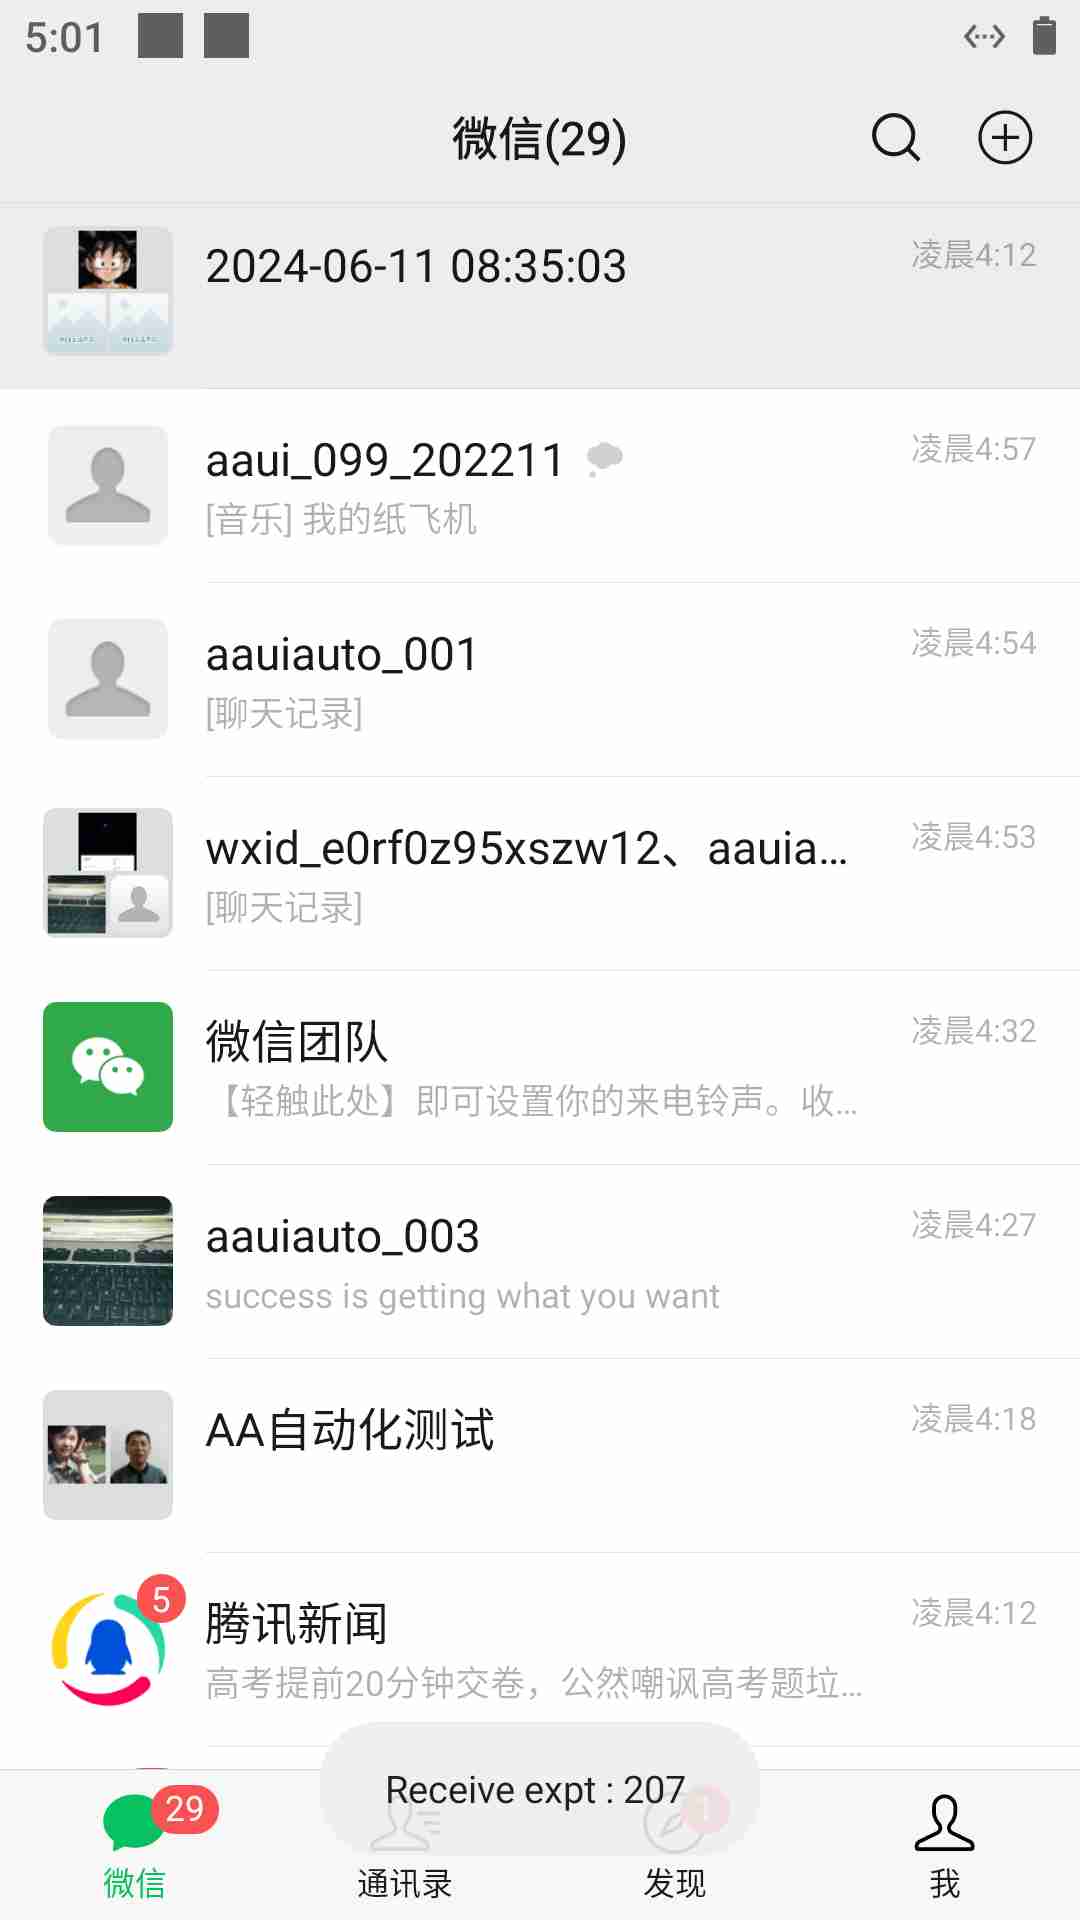 5:01
微信(29)
2024-06-11 08:35:03
凌晨4:12
aaui_099_202211
凌晨4:57
[音乐] 我的纸飞机
aauiauto_001
凌晨4:54
[聊天记录]
wxid_e0rf0z95xszw12、aauia...
凌晨4:53
[聊天记录]
微信团队
凌晨4:32
【轻触此处】即可设置你的来电铃声。收...
aauiauto_003
凌晨4:27
success is getting what you want
AA自动化测试
凌晨4:18
5
腾讯新闻
凌晨4:12
高考提前20分钟交卷，公然嘲讽高考题垃...
Receive expt : 207
29
1
微信
通讯录
发现
我